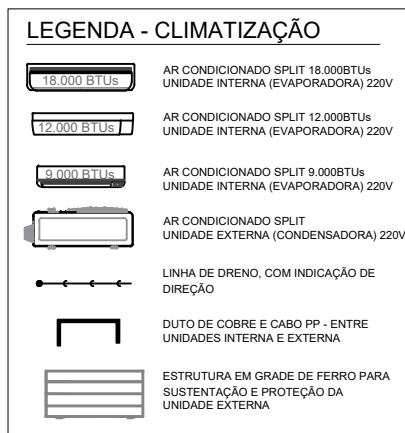 LEGENDA - CLIMATIZAÇÃO
18.000 BTUs
AR CONDICIONADO SPLIT 18.000BTUs
UNIDADE INTERNA (EVAPORADORA) 220V
12.000 BTUs
AR CONDICIONADO SPLIT 12.000BTUs
UNIDADE INTERNA (EVAPORADORA) 220V
9.000 BTUs
AR CONDICIONADO SPLIT 9.000BTUs
UNIDADE INTERNA (EVAPORADORA) 220V
AR CONDICIONADO SPLIT
UNIDADE EXTERNA (CONDENSADORA) 220V
LINHA DE DRENO, COM INDICAÇÃO DE
DIREÇÃO
DUTO DE COBRE E CABO PP - ENTRE
UNIDADES INTERNA E EXTERNA
ESTRUTURA EM GRADE DE FERRO PARA
SUSTENTAÇÃO E PROTEÇÃO DA
UNIDADE EXTERNA